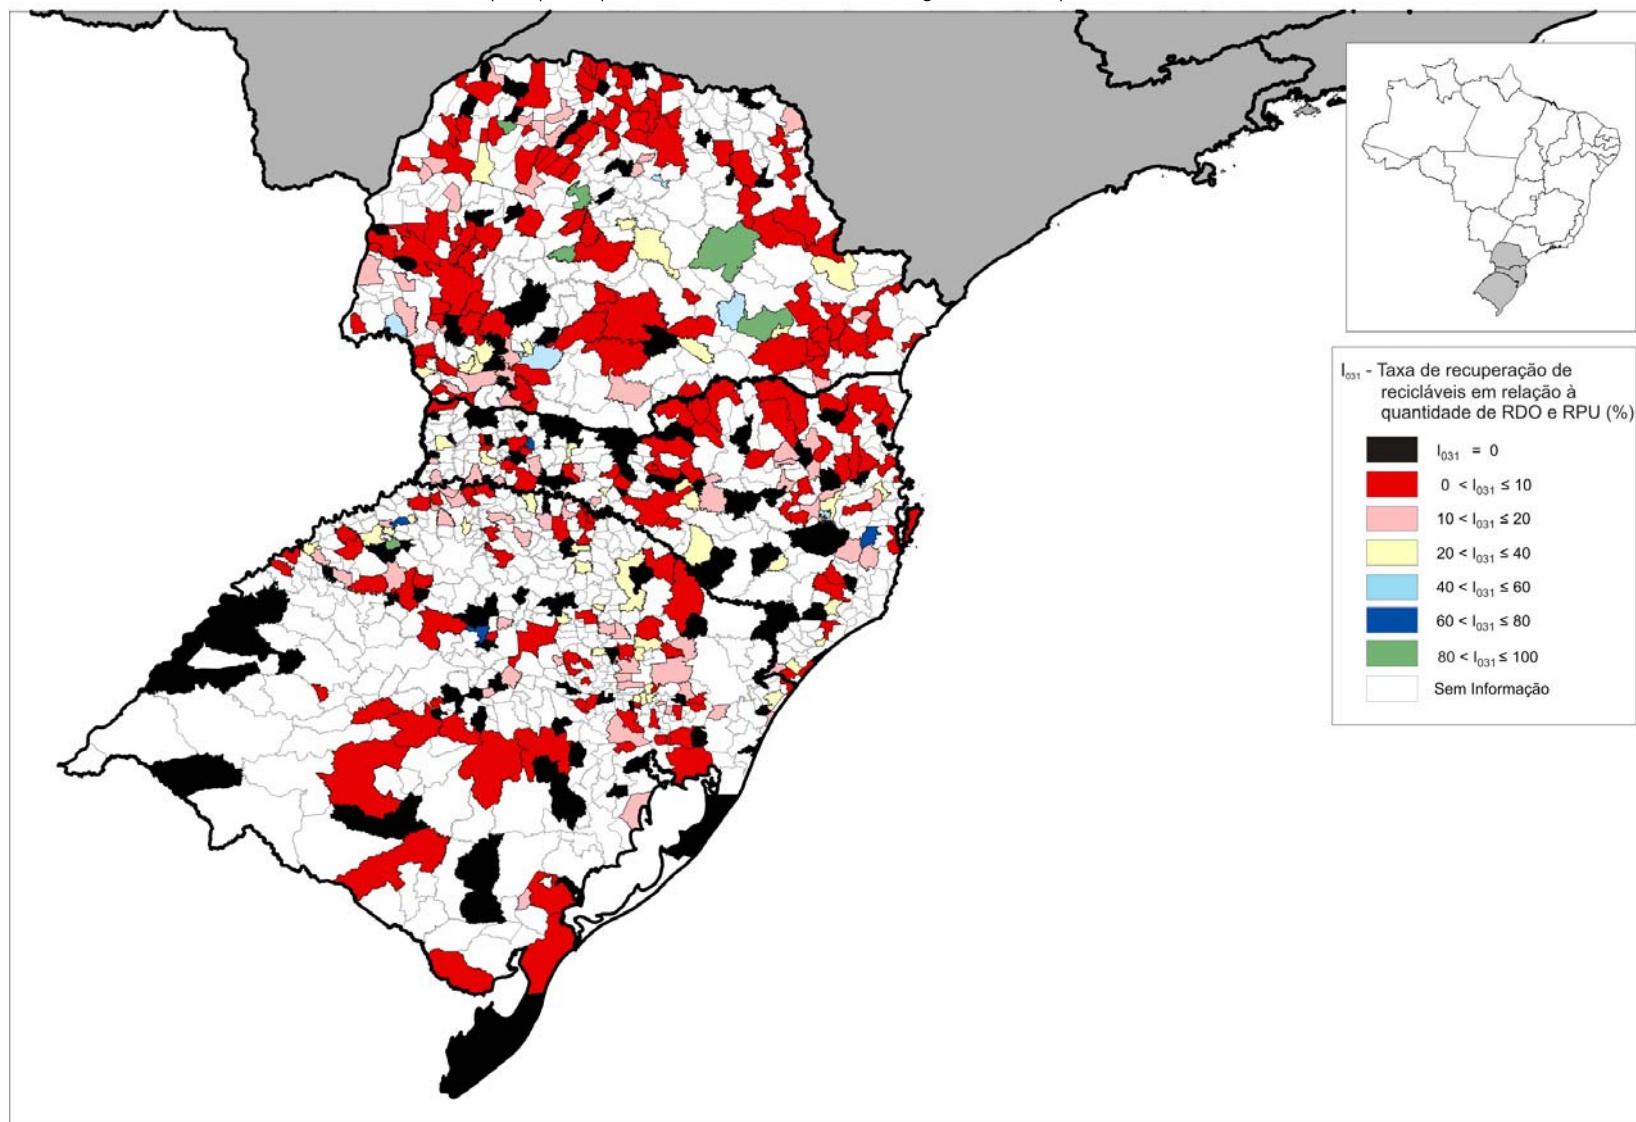 I₀₃₁ - Taxa de recuperação de
recicláveis em relação à
quantidade de RDO e RPU (%)
I₀₃₁ = 0
0 < I₀₃₁ ≤ 10
10 < I₀₃₁ ≤ 20
20 < I₀₃₁ ≤ 40
40 < I₀₃₁ ≤ 60
60 < I₀₃₁ ≤ 80
80 < I₀₃₁ ≤ 100
Sem Informação